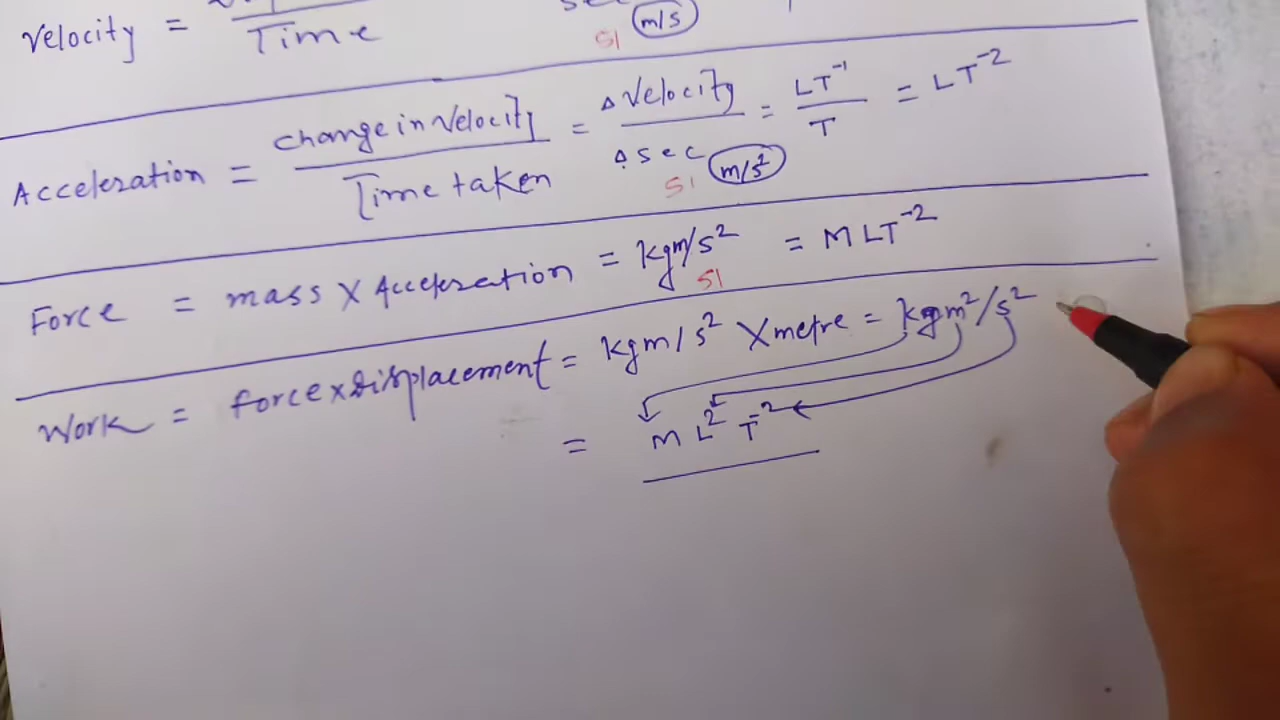 Velocity = / Time m/s
SI
Acceleration = change in velocity / Time taken = Δ velocity / Δ sec = LT⁻¹ / T = LT⁻²
SI m/s²
Force = mass X Acceleration = kgm/s² = MLT⁻²
SI
Work = force x Displacement = kgm/s² X metre = kgm²/s²
= M L² T⁻²